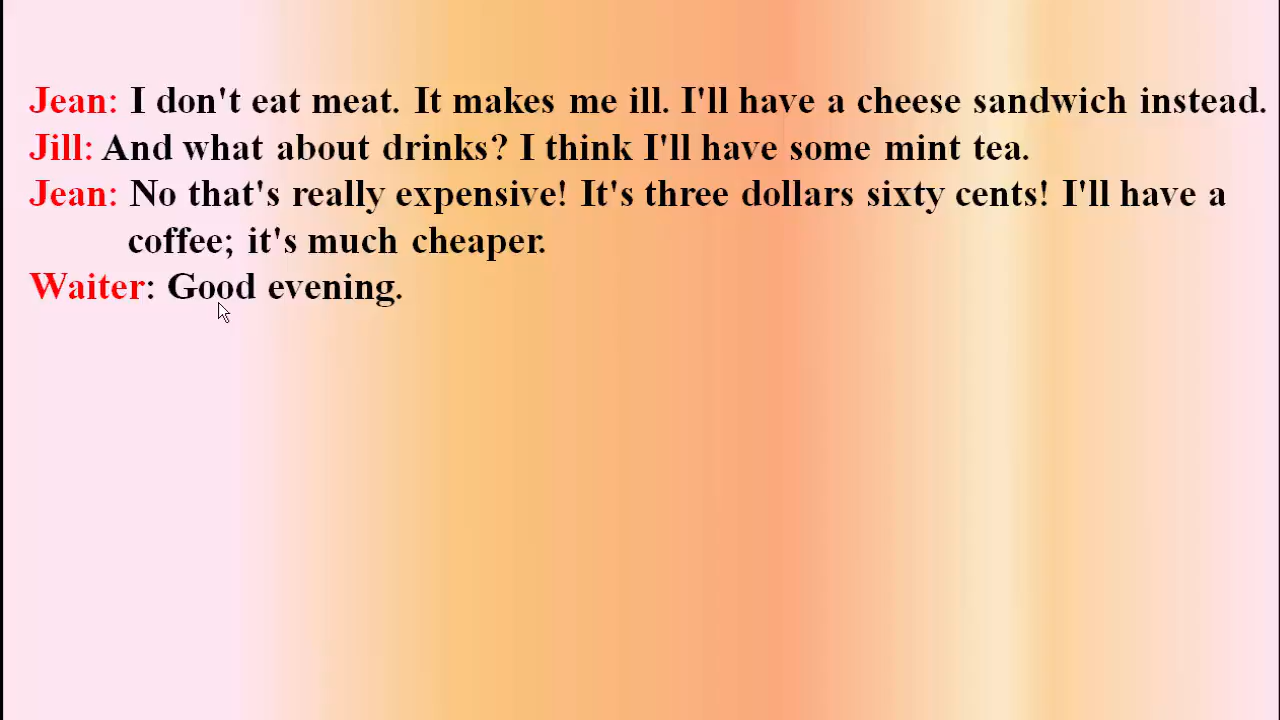 Jean: I don't eat meat. It makes me ill. I'll have a cheese sandwich instead.
Jill: And what about drinks? I think I'll have some mint tea.
Jean: No that's really expensive! It's three dollars sixty cents! I'll have a
coffee; it's much cheaper.
Waiter: Good evening.